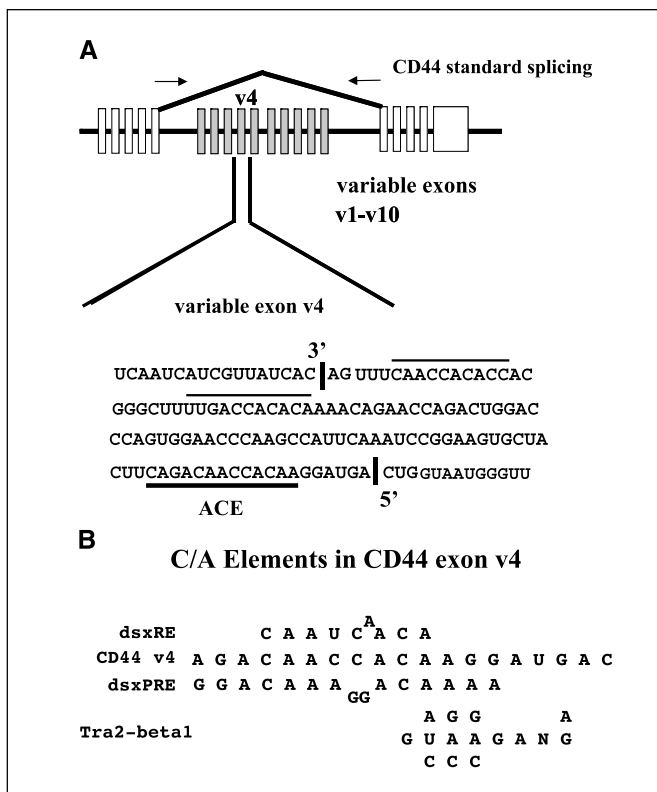 A
CD44 standard splicing
v4
variable exons
v1-v10
variable exon v4
3’
UCAAUCAUCGUUAUCAC AG UUUCAACCACACCAC
GGGCUUUUGACCACACAAAACAGAACCAGACUGGAC
CCAGUGGAACCCAAGCCAUUCAAAUCCGGAAGUGCUA
CUUCAGACAACCACAAGGAUGA CUGGUAAUGGGUU
ACE
5’
B
C/A Elements in CD44 exon v4
A
dsxRE C A A U C A C A
CD44 v4 A G A C A A C C A C A A G G A U G A C
dsxPRE G G A C A A A A C A A A A
GG
A G G A
Tra2-beta1 G U A A G A N G
C C C